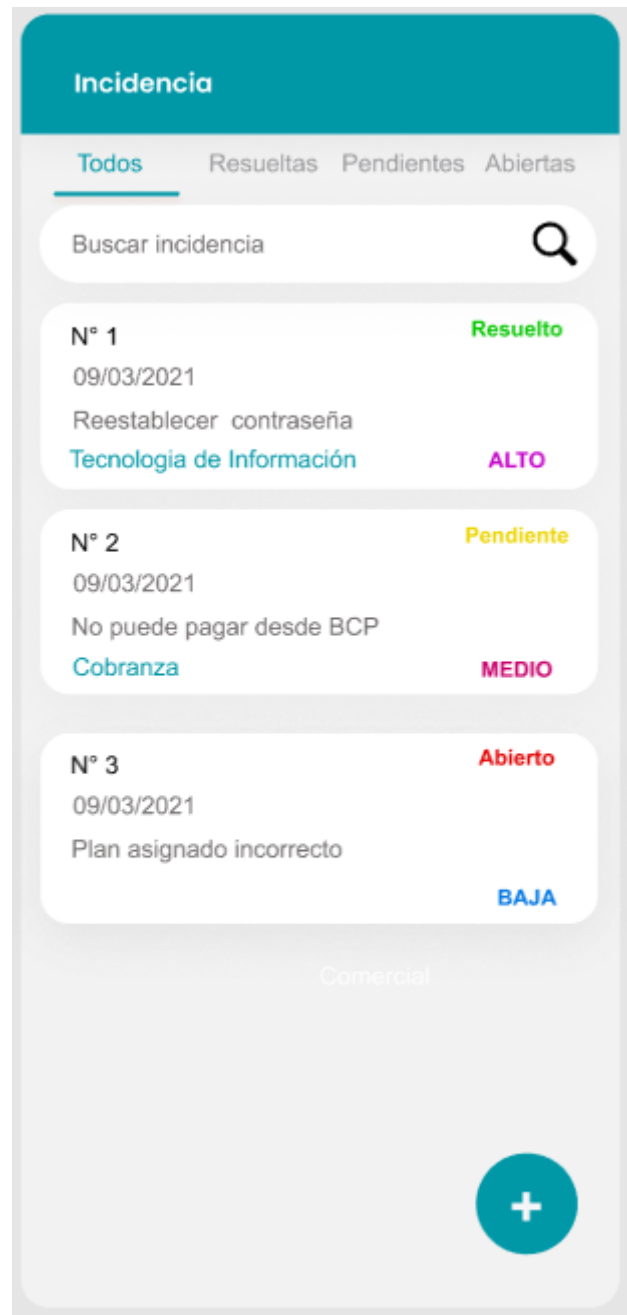 Incidencia
Todos Resueltas Pendientes Abiertas
Buscar incidencia
N° 1 Resuelto
09/03/2021
Reestablecer contraseña
Tecnologia de Información ALTO
N° 2 Pendiente
09/03/2021
No puede pagar desde BCP
Cobranza MEDIO
N° 3 Abierto
09/03/2021
Plan asignado incorrecto
BAJA
Comercial
+